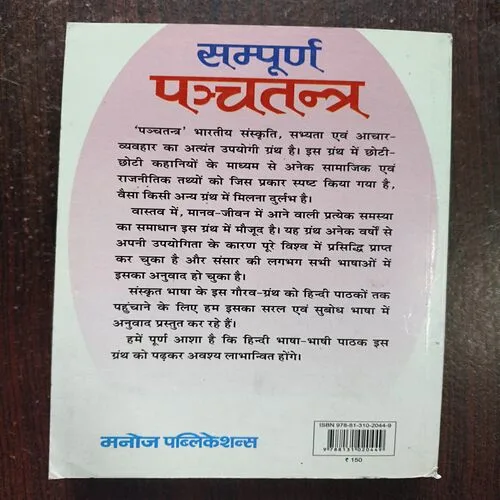 सम्पूर्ण
पञ्चतन्त्र
'पञ्चतन्त्र' भारतीय संस्कृति, सभ्यता एवं आचार-
व्यवहार का अत्यंत उपयोगी ग्रंथ है। इस ग्रंथ में छोटी-
छोटी कहानियों के माध्यम से अनेक सामाजिक एवं
राजनीतिक तथ्यों को जिस प्रकार स्पष्ट किया गया है,
वैसा किसी अन्य ग्रंथ में मिलना दुर्लभ है।
वास्तव में, मानव-जीवन में आने वाली प्रत्येक समस्या
का समाधान इस ग्रंथ में मौजूद है। यह ग्रंथ अनेक वर्षों से
अपनी उपयोगिता के कारण पूरे विश्व में प्रसिद्धि प्राप्त
कर चुका है और संसार की लगभग सभी भाषाओं में
इसका अनुवाद हो चुका है।
संस्कृत भाषा के इस गौरव-ग्रंथ को हिन्दी पाठकों तक
पहुंचाने के लिए हम इसका सरल एवं सुबोध भाषा में
अनुवाद प्रस्तुत कर रहे हैं।
हमें पूर्ण आशा है कि हिन्दी भाषा-भाषी पाठक इस
ग्रंथ को पढ़कर अवश्य लाभान्वित होंगे।
ISBN 978-81-310-2044-9
9 788131 020449
₹ 150
मनोज पब्लिकेशन्स